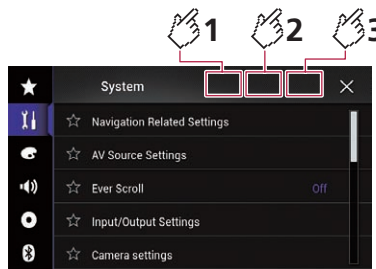 1 2 3
System
Navigation Related Settings
AV Source Settings
Ever Scroll Off
Input/Output Settings
Camera settings